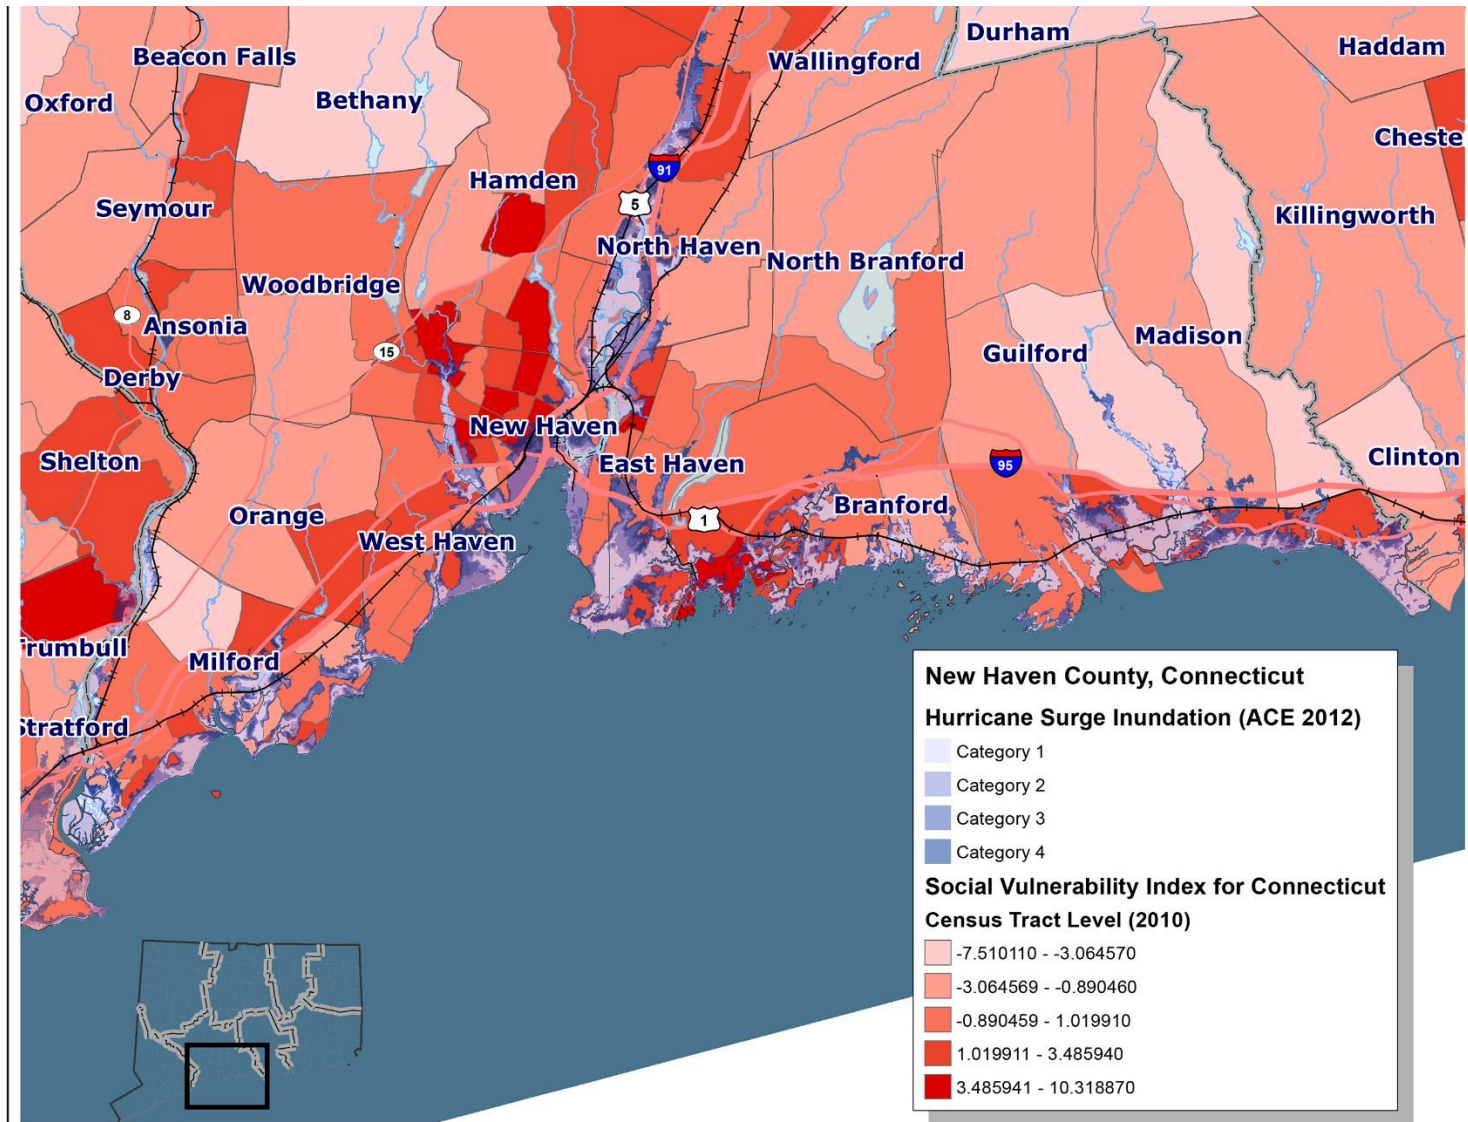 Durham
Haddam
Beacon Falls
Wallingford
Oxford
Bethany
Cheste
91
Hamden
5
Seymour
Killingworth
North Haven
North Branford
Woodbridge
8
Ansonia
Madison
15
Guilford
Derby
New Haven
Shelton
East Haven
95
Clinton
Orange
1
Branford
West Haven
Trumbull
Milford
Stratford
New Haven County, Connecticut
Hurricane Surge Inundation (ACE 2012)
Category 1
Category 2
Category 3
Category 4
Social Vulnerability Index for Connecticut
Census Tract Level (2010)
-7.510110 - -3.064570
-3.064569 - -0.890460
-0.890459 - 1.019910
1.019911 - 3.485940
3.485941 - 10.318870